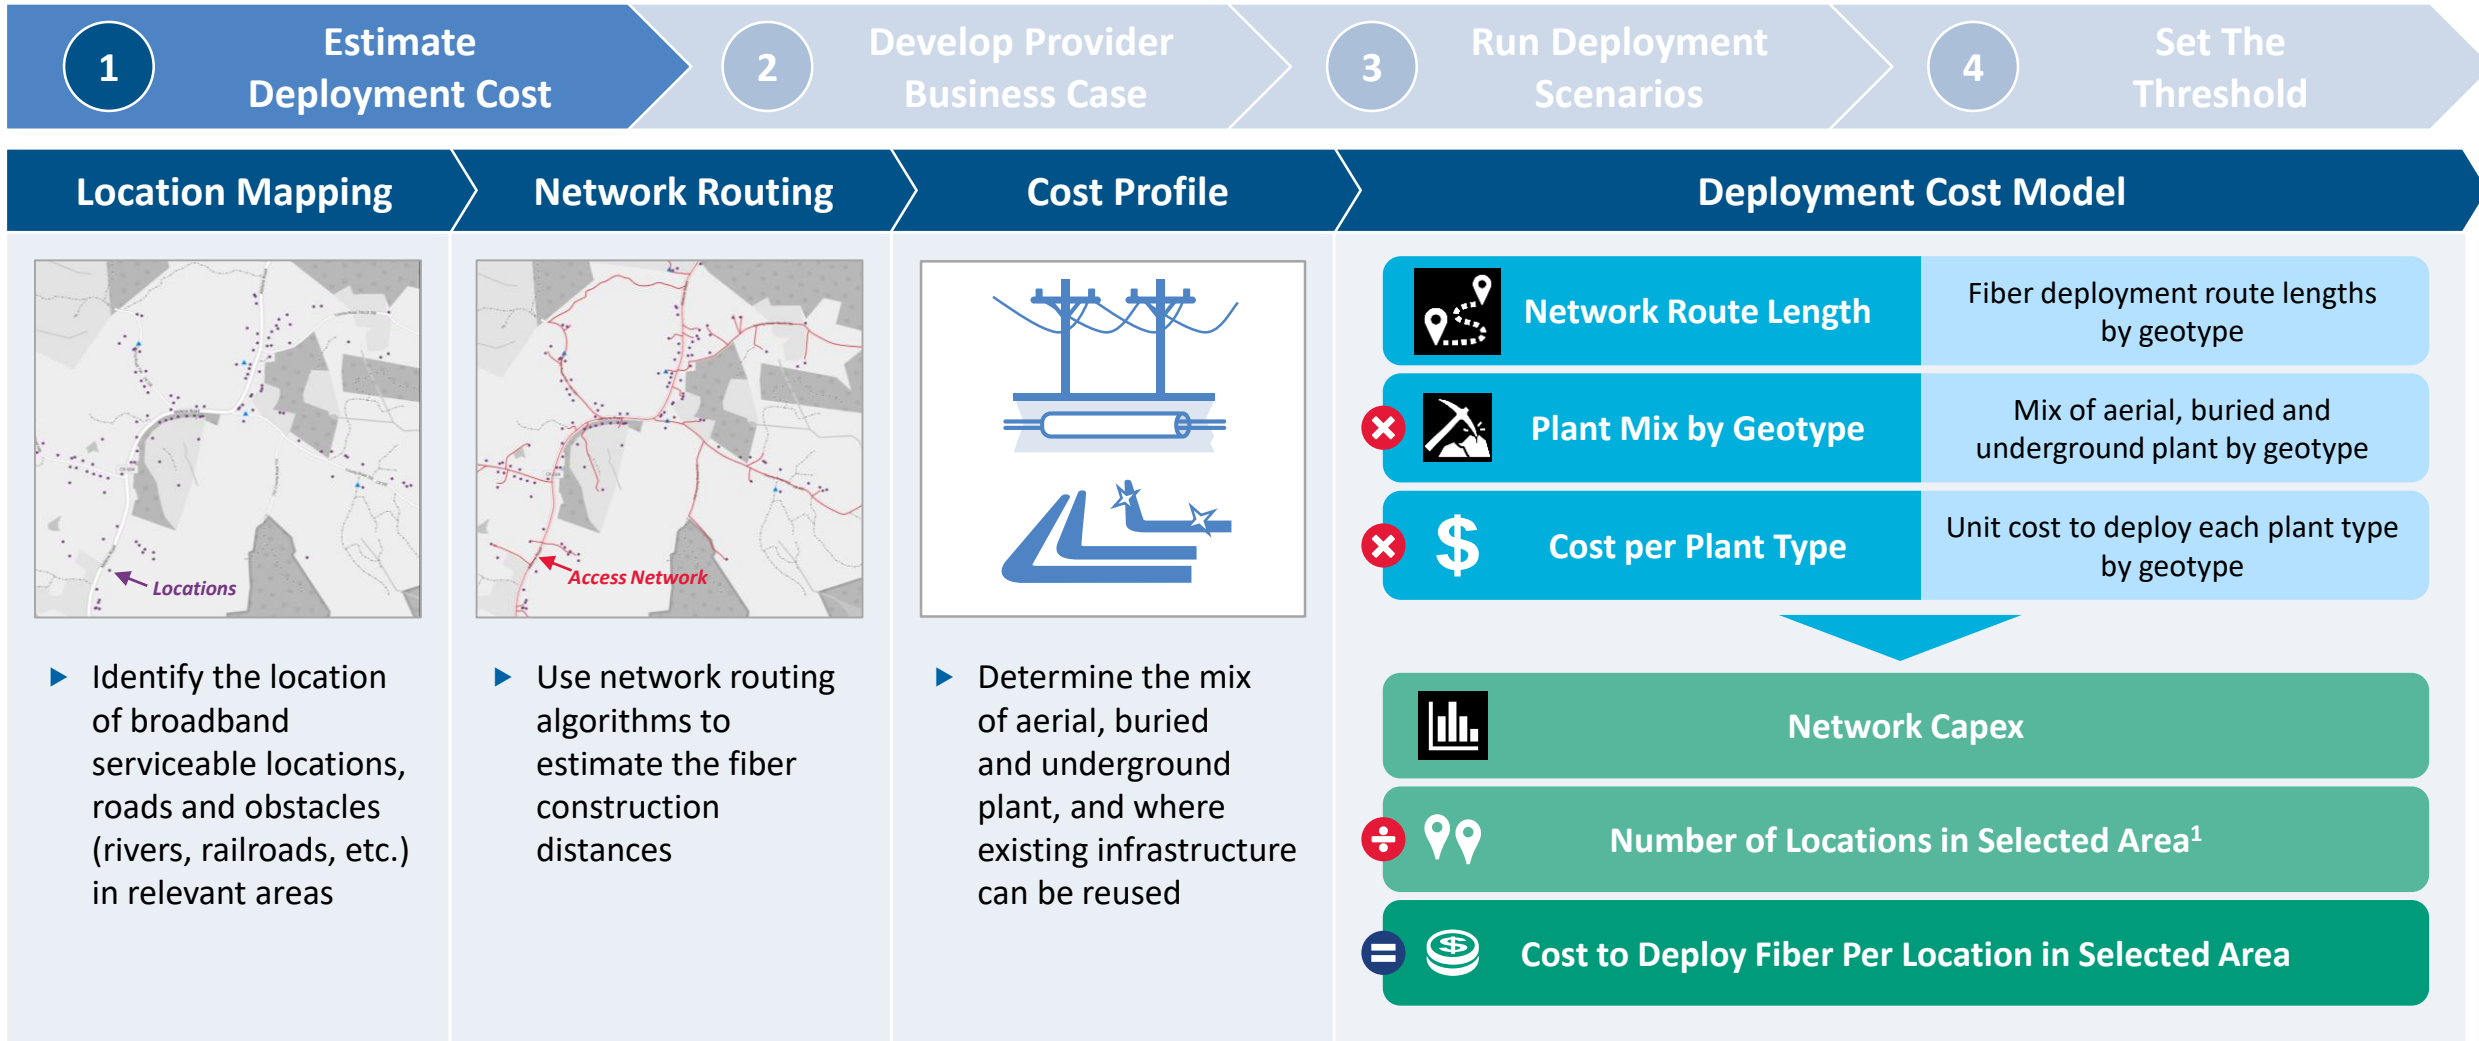 1
Estimate
Deployment Cost
2
Develop Provider
Business Case
3
Run Deployment
Scenarios
4
Set The
Threshold
Location Mapping
Network Routing
Cost Profile
Deployment Cost Model
Locations
Identify the location
of broadband
serviceable locations,
roads and obstacles
(rivers, railroads, etc.)
in relevant areas
Access Network
Use network routing
algorithms to
estimate the fiber
construction
distances
Determine the mix
of aerial, buried
and underground
plant, and where
existing infrastructure
can be reused
Network Route Length
Fiber deployment route lengths
by geotype
Plant Mix by Geotype
Mix of aerial, buried and
underground plant by geotype
$
Cost per Plant Type
Unit cost to deploy each plant type
by geotype
Network Capex
÷
Number of Locations in Selected Area¹
=
Cost to Deploy Fiber Per Location in Selected Area